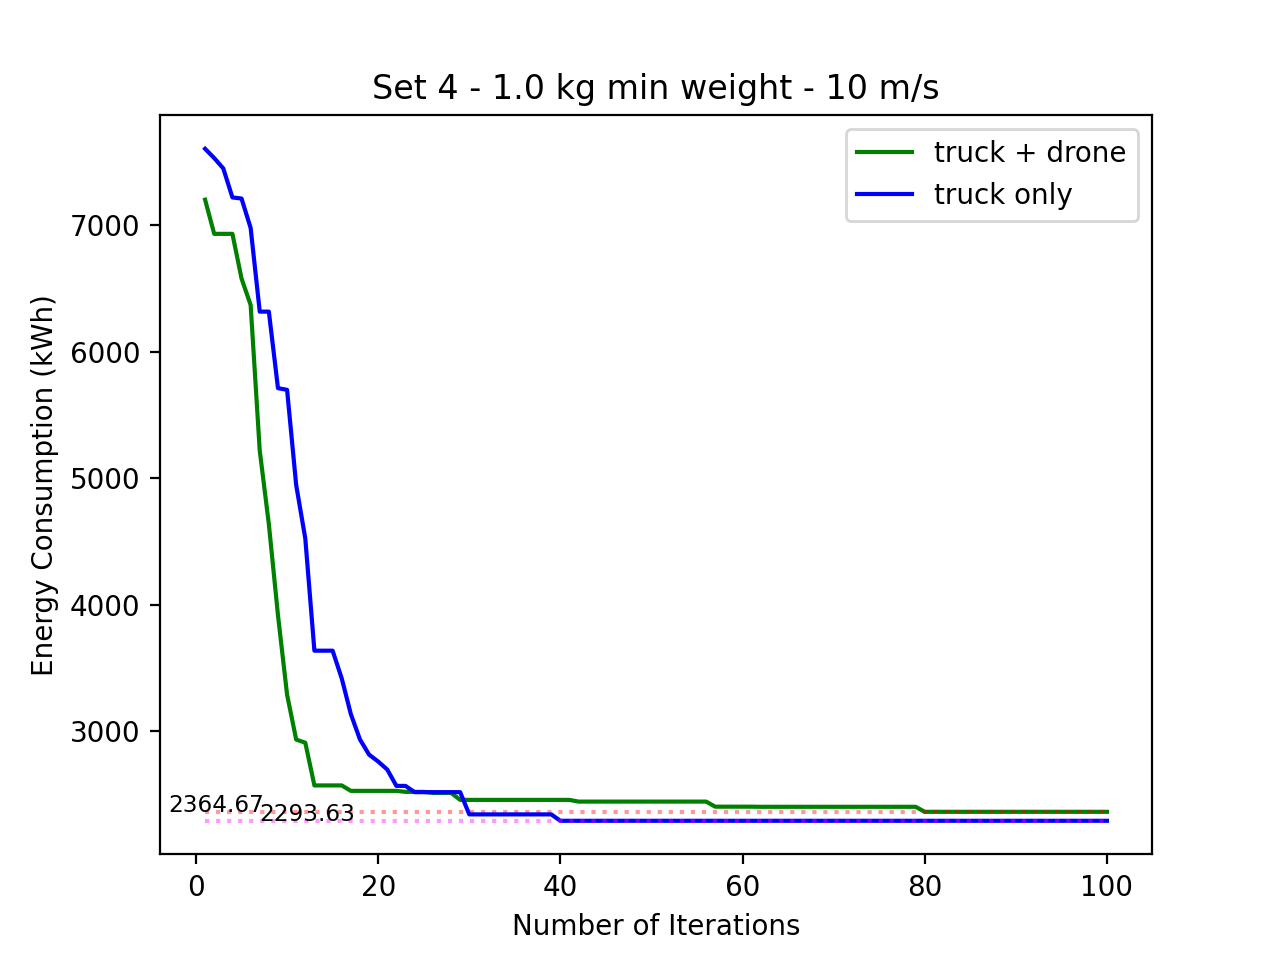 Set 4 - 1.0 kg min weight - 10 m/s
truck + drone
truck only
Energy Consumption (kWh)
7000
6000
5000
4000
3000
2364.67
2293.63
0 20 40 60 80 100
Number of Iterations